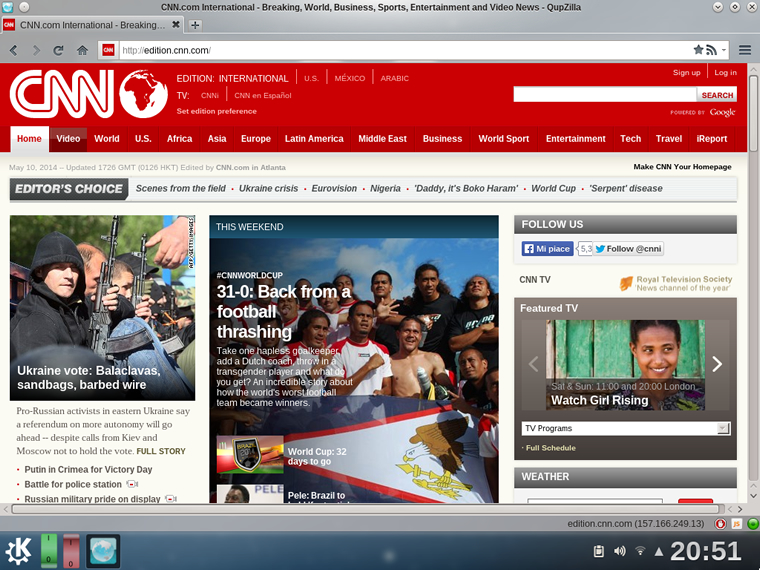 CNN.com International - Breaking, World, Business, Sports, Entertainment and Video News - QupZilla
CNN CNN.com International - Breaking,...
CNN http://edition.cnn.com/
CNN
EDITION: INTERNATIONAL U.S. MÉXICO ARABIC
TV: CNNi CNN en Español
Set edition preference
Sign up Log in
SEARCH
POWERED BY Google
Home Video World U.S. Africa Asia Europe Latin America Middle East Business World Sport Entertainment Tech Travel iReport
May 10, 2014 -- Updated 1726 GMT (0126 HKT) Edited by CNN.com in Atlanta
Make CNN Your Homepage
EDITOR'S CHOICE Scenes from the field • Ukraine crisis • Eurovision • Nigeria • 'Daddy, it's Boko Haram' • World Cup • 'Serpent' disease
AFP/GETTY IMAGES
Ukraine vote: Balaclavas,
sandbags, barbed wire
Pro-Russian activists in eastern Ukraine say
a referendum on more autonomy will go
ahead -- despite calls from Kiev and
Moscow not to hold the vote. FULL STORY
• Putin in Crimea for Victory Day
• Battle for police station
• Russian military pride on display
THIS WEEKEND
#CNNWORLDCUP
31-0: Back from a
football
thrashing
Take one hapless goalkeeper,
add a Dutch coach, throw in a
transgender player and what do
you get? An incredible story about
how the world's worst football
team became winners.
BRAZIL
2014
World Cup: 32
days to go
PELE
Pele: Brazil to
FOLLOW US
Mi piace 5,3 Follow @cnni
CNN TV
Royal Television Society
'News channel of the year'
Featured TV
Sat & Sun: 11:00 and 20:00 London
Watch Girl Rising
TV Programs
· Full Schedule
WEATHER
edition.cnn.com (157.166.249.13)
JS
1
0
1
0
20:51